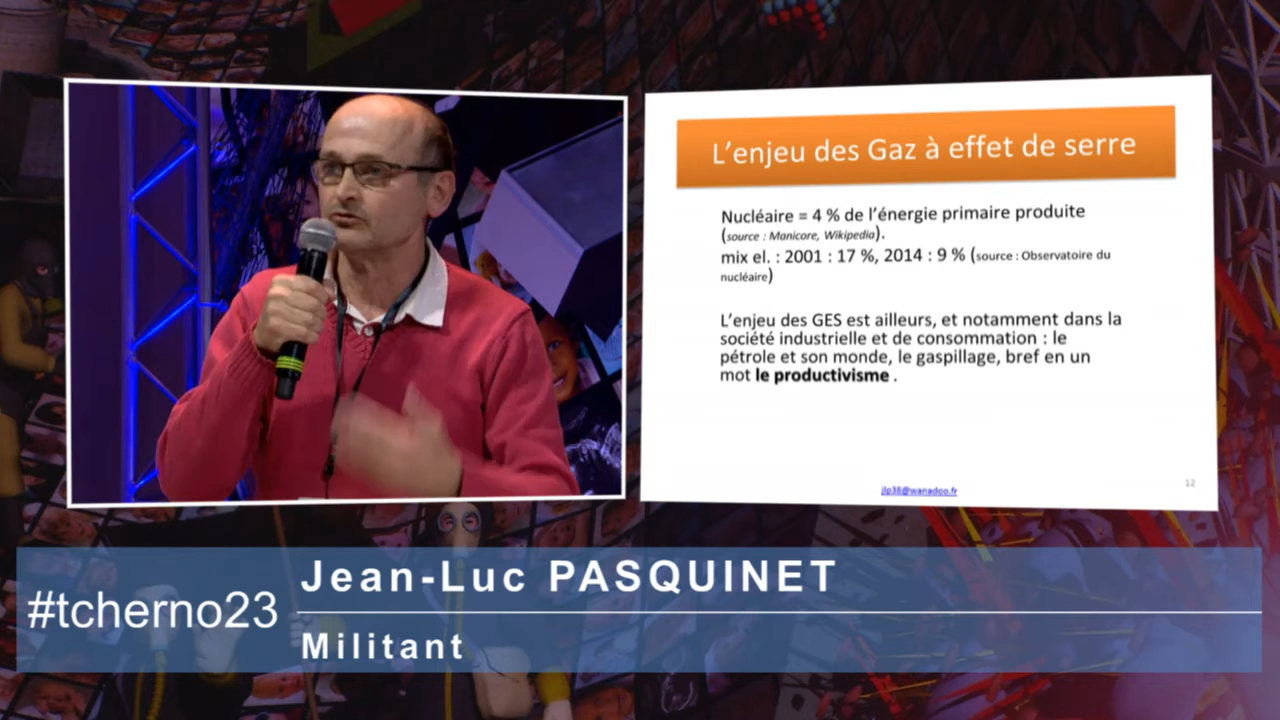 L'enjeu des Gaz à effet de serre
Nucléaire = 4 % de l'énergie primaire produite
(source : Manicore, Wikipedia).
mix el. : 2001 : 17 %, 2014 : 9 % (source : Observatoire du
nucléaire)
L'enjeu des GES est ailleurs, et notamment dans la
société industrielle et de consommation : le
pétrole et son monde, le gaspillage, bref en un
mot le productivisme .
jlp38@wanadoo.fr
12
#tcherno23
Jean-Luc PASQUINET
Militant